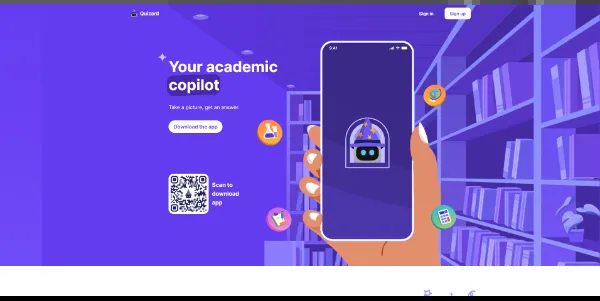 Quizard
Sign in
Sign up
Your academic
copilot
Take a picture, get an answer.
Download the app
Scan to
download
app
9:41